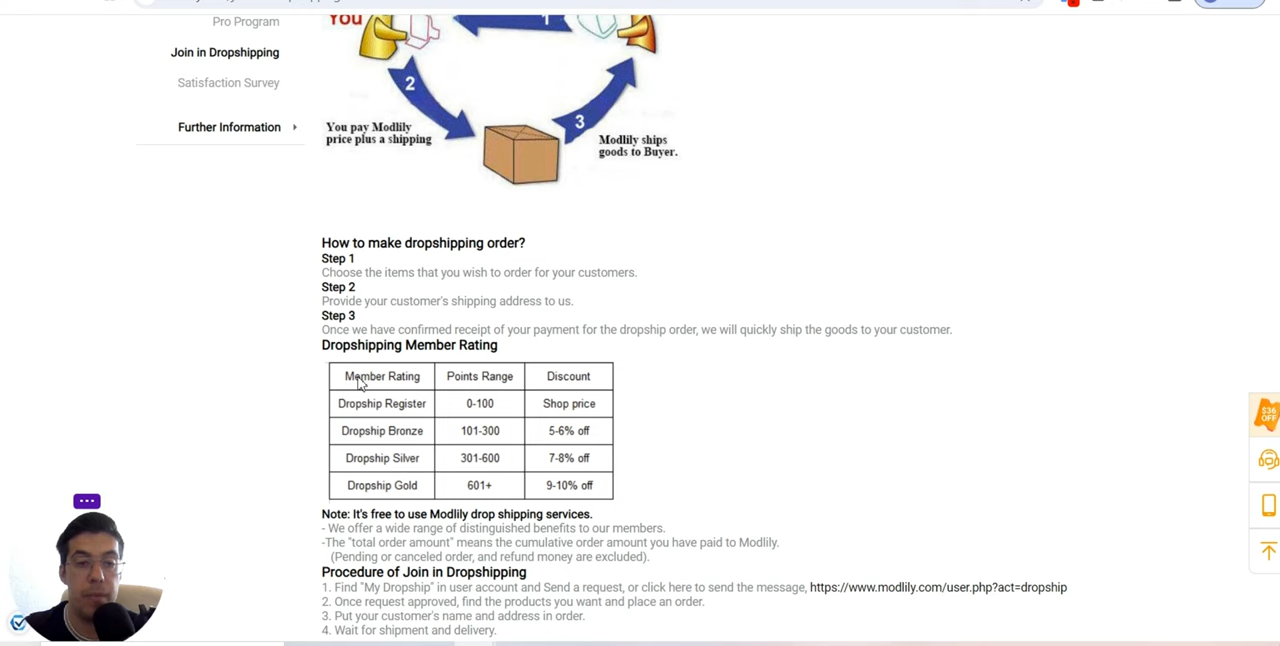 Pro Program
Join in Dropshipping
Satisfaction Survey
Further Information
You
1
2
3
You pay Modlily
price plus a shipping
Modlily ships
goods to Buyer.
How to make dropshipping order?
Step 1
Choose the items that you wish to order for your customers.
Step 2
Provide your customer's shipping address to us.
Step 3
Once we have confirmed receipt of your payment for the dropship order, we will quickly ship the goods to your customer.
Dropshipping Member Rating
Member Rating Points Range Discount
Dropship Register 0-100 Shop price
Dropship Bronze 101-300 5-6% off
Dropship Silver 301-600 7-8% off
Dropship Gold 601+ 9-10% off
Note: It's free to use Modlily drop shipping services.
- We offer a wide range of distinguished benefits to our members.
-The "total order amount" means the cumulative order amount you have paid to Modlily.
(Pending or canceled order, and refund money are excluded).
Procedure of Join in Dropshipping
1. Find "My Dropship" in user account and Send a request, or click here to send the message, https://www.modlily.com/user.php?act=dropship
2. Once request approved, find the products you want and place an order.
3. Put your customer's name and address in order.
4. Wait for shipment and delivery.
$36
OFF